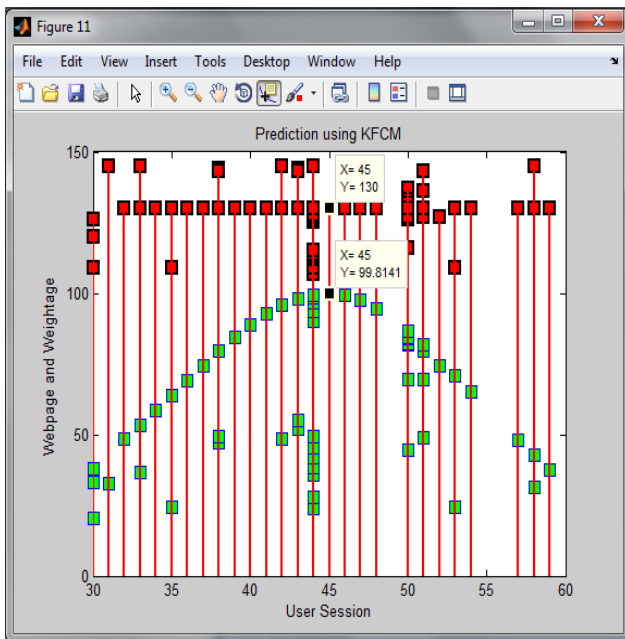 Figure 11
File Edit View Insert Tools Desktop Window Help
Prediction using KFCM
150
X= 45
Y= 130
X= 45
Y= 99.8141
100
Webpage and Weightage
50
0
30 35 40 45 50 55 60
User Session